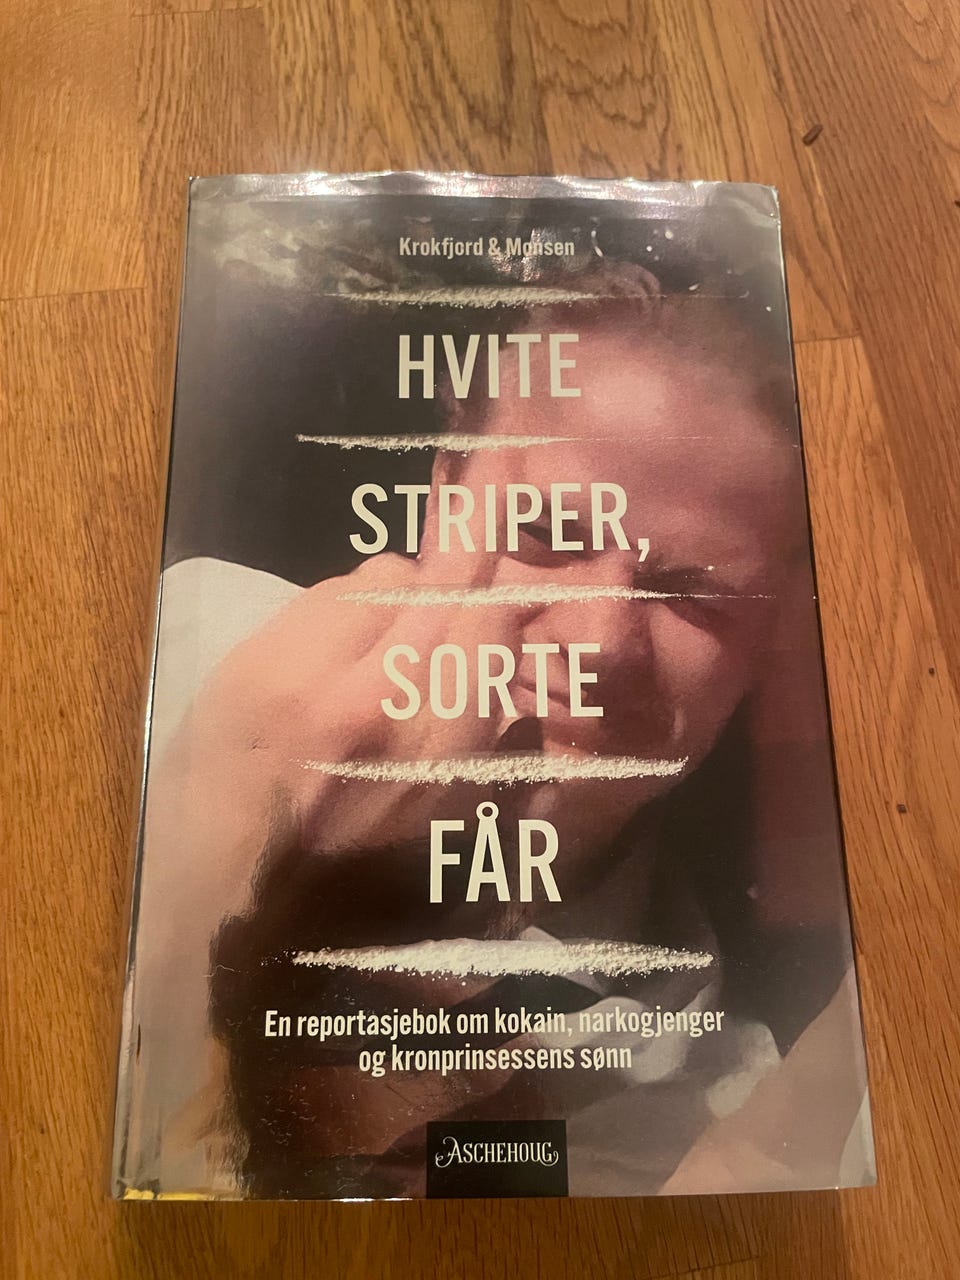 Krokfjord & Monsen
HVITE
STRIPER,
SORTE
FÅR
En reportasjebok om kokain, narkogjenger
og kronprinsessens sønn
ASCHEHOUG